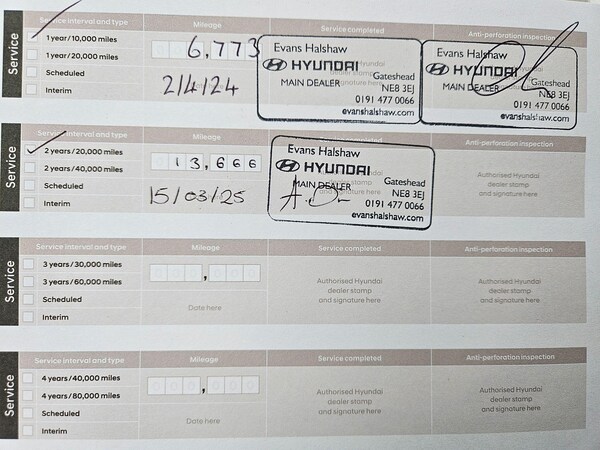 Service
Service interval and type
Mileage
Service completed
Anti-perforation inspection
1 year/10,000 miles
1 year/20,000 miles
Scheduled
Interim
6,773
2/4/24
Evans Halshaw
HYUNDAI
MAIN DEALER
Gateshead
NE8 3EJ
0191 477 0066
evanshalshaw.com
Evans Halshaw
HYUNDAI
MAIN DEALER
Gateshead
NE8 3EJ
0191 477 0066
evanshalshaw.com
Service
Service interval and type
Mileage
Service completed
Anti-perforation inspection
2 years/20,000 miles
2 years/40,000 miles
Scheduled
Interim
13,666
15/03/25
Evans Halshaw
HYUNDAI
MAIN DEALER
Gateshead
NE8 3EJ
0191 477 0066
evanshalshaw.com
Authorised Hyundai
dealer stamp
and signature here
Service
Service interval and type
Mileage
Service completed
Anti-perforation inspection
3 years/30,000 miles
3 years/60,000 miles
Scheduled
Interim
000,000
Date here
Authorised Hyundai
dealer stamp
and signature here
Authorised Hyundai
dealer stamp
and signature here
Service
Service interval and type
Mileage
Service completed
Anti-perforation inspection
4 years/40,000 miles
4 years/80,000 miles
Scheduled
Interim
000,000
Date here
Authorised Hyundai
dealer stamp
and signature here
Authorised Hyundai
dealer stamp
and signature here